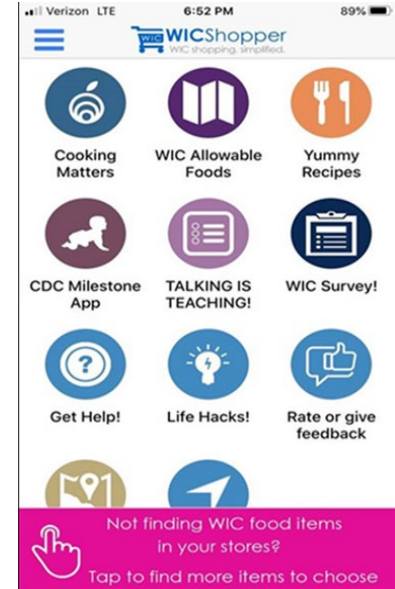 Verizon LTE 6:52 PM 89%
WIC WICShopper
WIC shopping. simplified.
Cooking Matters
WIC Allowable Foods
Yummy Recipes
CDC Milestone App
TALKING IS TEACHING!
WIC Survey!
Get Help!
Life Hacks!
Rate or give feedback
Not finding WIC food items
in your stores?
Tap to find more items to choose